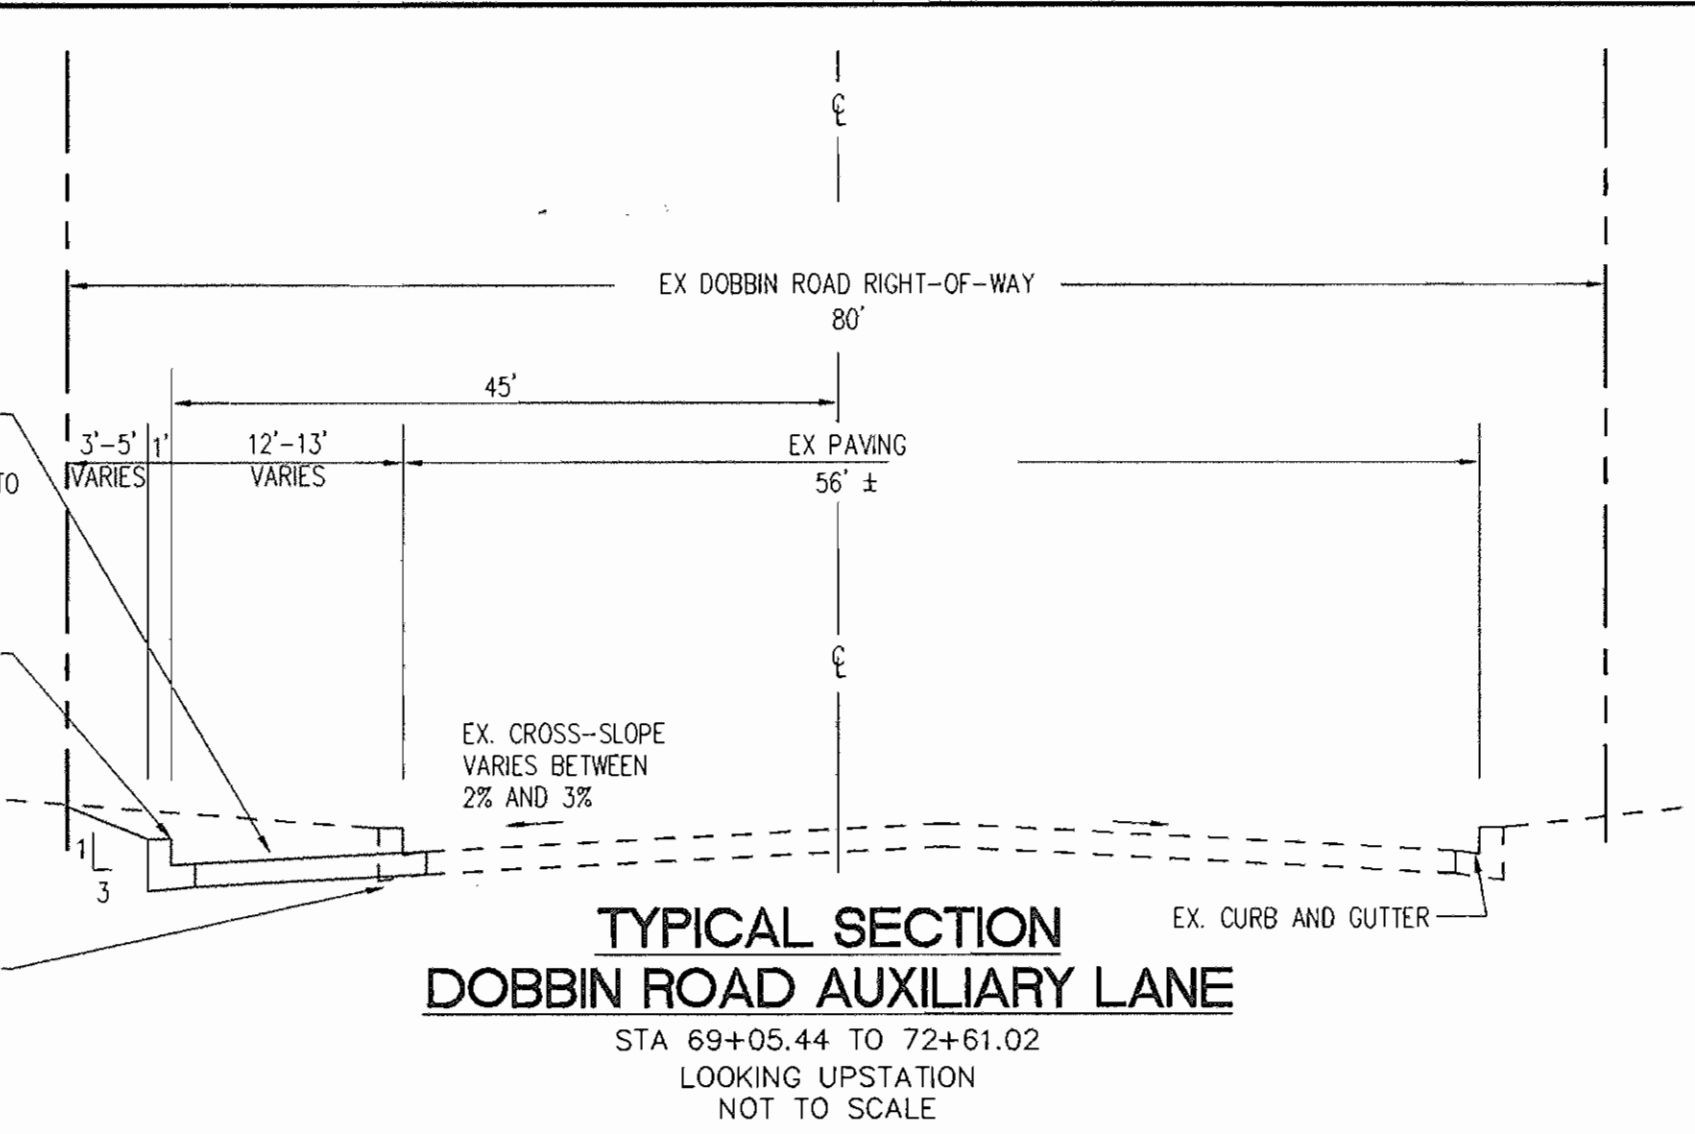 ℄
EX DOBBIN ROAD RIGHT-OF-WAY
80'
45'
3'-5' 1' 12'-13' EX PAVING
TO VARIES VARIES 56' ±
℄
EX. CROSS-SLOPE
VARIES BETWEEN
2% AND 3%
1
3
EX. CURB AND GUTTER
TYPICAL SECTION
DOBBIN ROAD AUXILIARY LANE
STA 69+05.44 TO 72+61.02
LOOKING UPSTATION
NOT TO SCALE